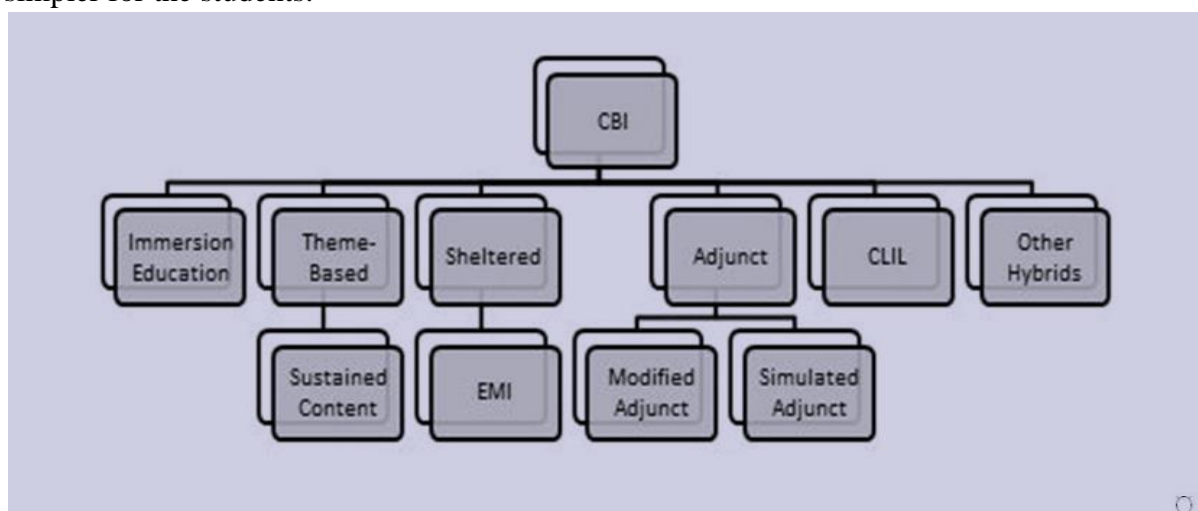 simpler for the students.
CBI
Immersion
Education
Theme-
Based
Sheltered
Adjunct
CLIL
Other
Hybrids
Sustained
Content
EMI
Modified
Adjunct
Simulated
Adjunct